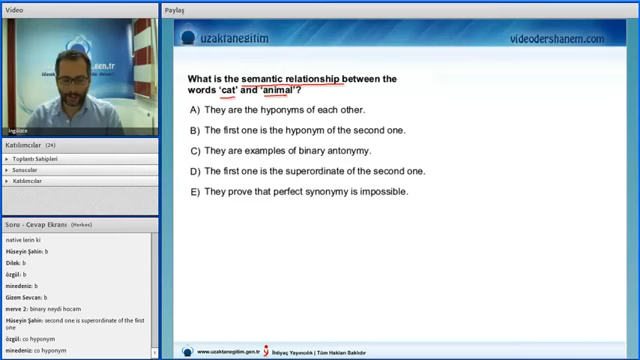 Video
Paylaş
uzaktanegitim
videodershanem.com
uzaktanegitim
İngilizce
Katılımcılar (24)
Toplantı Sahipleri
Sunucular
Katılımcılar
Soru - Cevap Ekranı (Herkes)
native lerin ki
Hüseyin Şahin: b
Dilek: b
özgül: b
minedeniz: b
Gizem Sevcan: b
merve 2: binary neydi hocam
Hüseyin Şahin: second one is superordinate of the first
one
özgül: co hyponym
minedeniz: co hyponym
What is the semantic relationship between the
words ‘cat’ and ‘animal’?
A) They are the hyponyms of each other.
B) The first one is the hyponym of the second one.
C) They are examples of binary antonymy.
D) The first one is the superordinate of the second one.
E) They prove that perfect synonymy is impossible.
www.uzaktanegitim.gen.tr
İhtiyaç Yayıncılık | Tüm Hakları Saklıdır